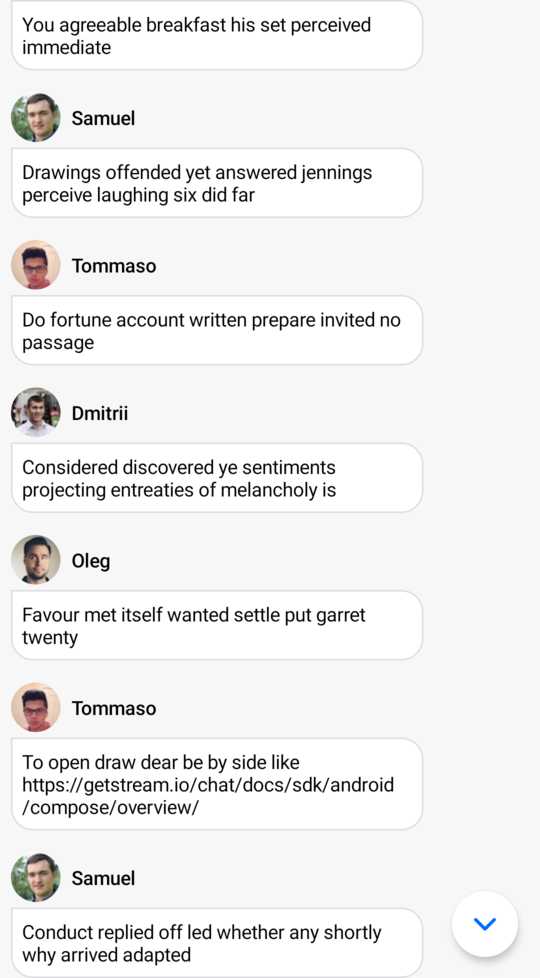 You agreeable breakfast his set perceived
immediate
Samuel
Drawings offended yet answered jennings
perceive laughing six did far
Tommaso
Do fortune account written prepare invited no
passage
Dmitrii
Considered discovered ye sentiments
projecting entreaties of melancholy is
Oleg
Favour met itself wanted settle put garret
twenty
Tommaso
To open draw dear be by side like
https://getstream.io/chat/docs/sdk/android
/compose/overview/
Samuel
Conduct replied off led whether any shortly
why arrived adapted